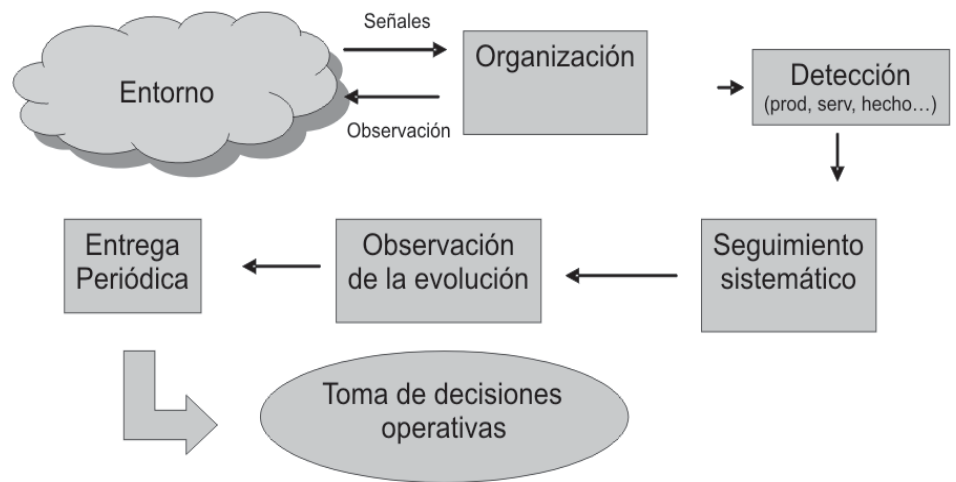 Señales
Entorno
Observación
Organización
Detección
(prod, serv, hecho…)
Seguimiento
sistemático
Observación
de la evolución
Entrega
Periódica
Toma de decisiones
operativas